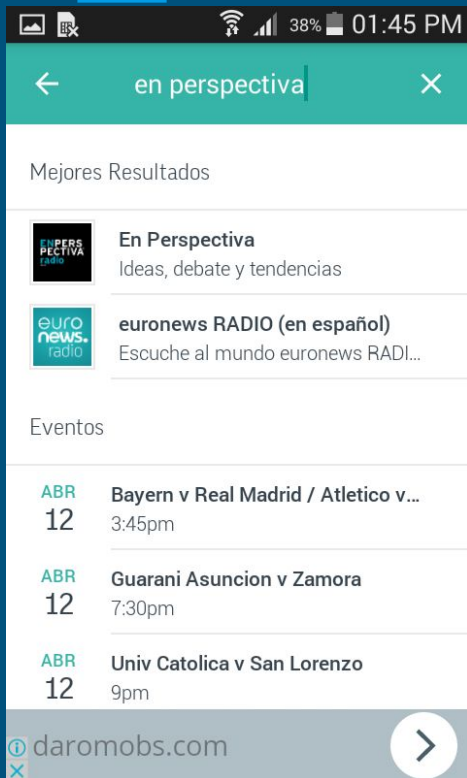 38% 01:45 PM
en perspectiva
Mejores Resultados
ENPERS
PECTIVA
radio
En Perspectiva
Ideas, debate y tendencias
euro
news.
radio
euronews RADIO (en español)
Escuche al mundo euronews RADI...
Eventos
ABR
12
Bayern v Real Madrid / Atletico v...
3:45pm
ABR
12
Guarani Asuncion v Zamora
7:30pm
ABR
12
Univ Catolica v San Lorenzo
9pm
daromobs.com